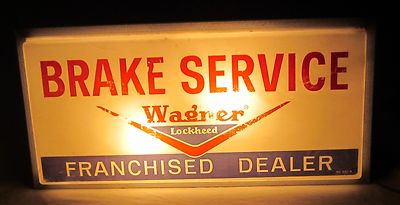 BRAKE SERVICE
Wagner
Lockheed
FRANCHISED DEALER